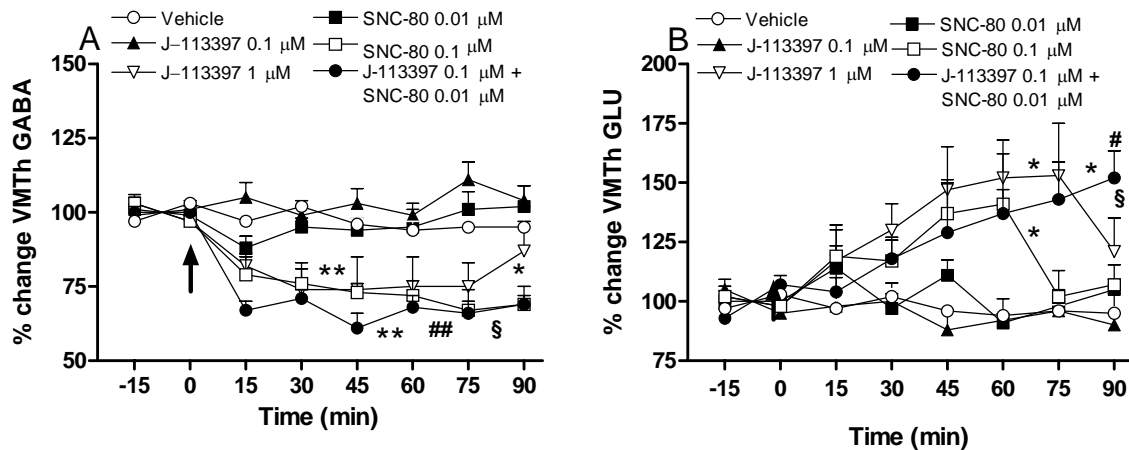 A
Vehicle
J–113397 0.1 μM
J–113397 1 μM
SNC-80 0.01 μM
SNC-80 0.1 μM
J-113397 0.1 μM +
SNC-80 0.01 μM
% change VMTh GABA
150
125
100
75
50
**
*
** ## §
-15 0 15 30 45 60 75 90
Time (min)
B
Vehicle
J-113397 0.1 μM
J-113397 1 μM
SNC-80 0.01 μM
SNC-80 0.1 μM
J-113397 0.1 μM +
SNC-80 0.01 μM
% change VMTh GLU
200
175
150
125
100
75
#
* *
§
*
-15 0 15 30 45 60 75 90
Time (min)